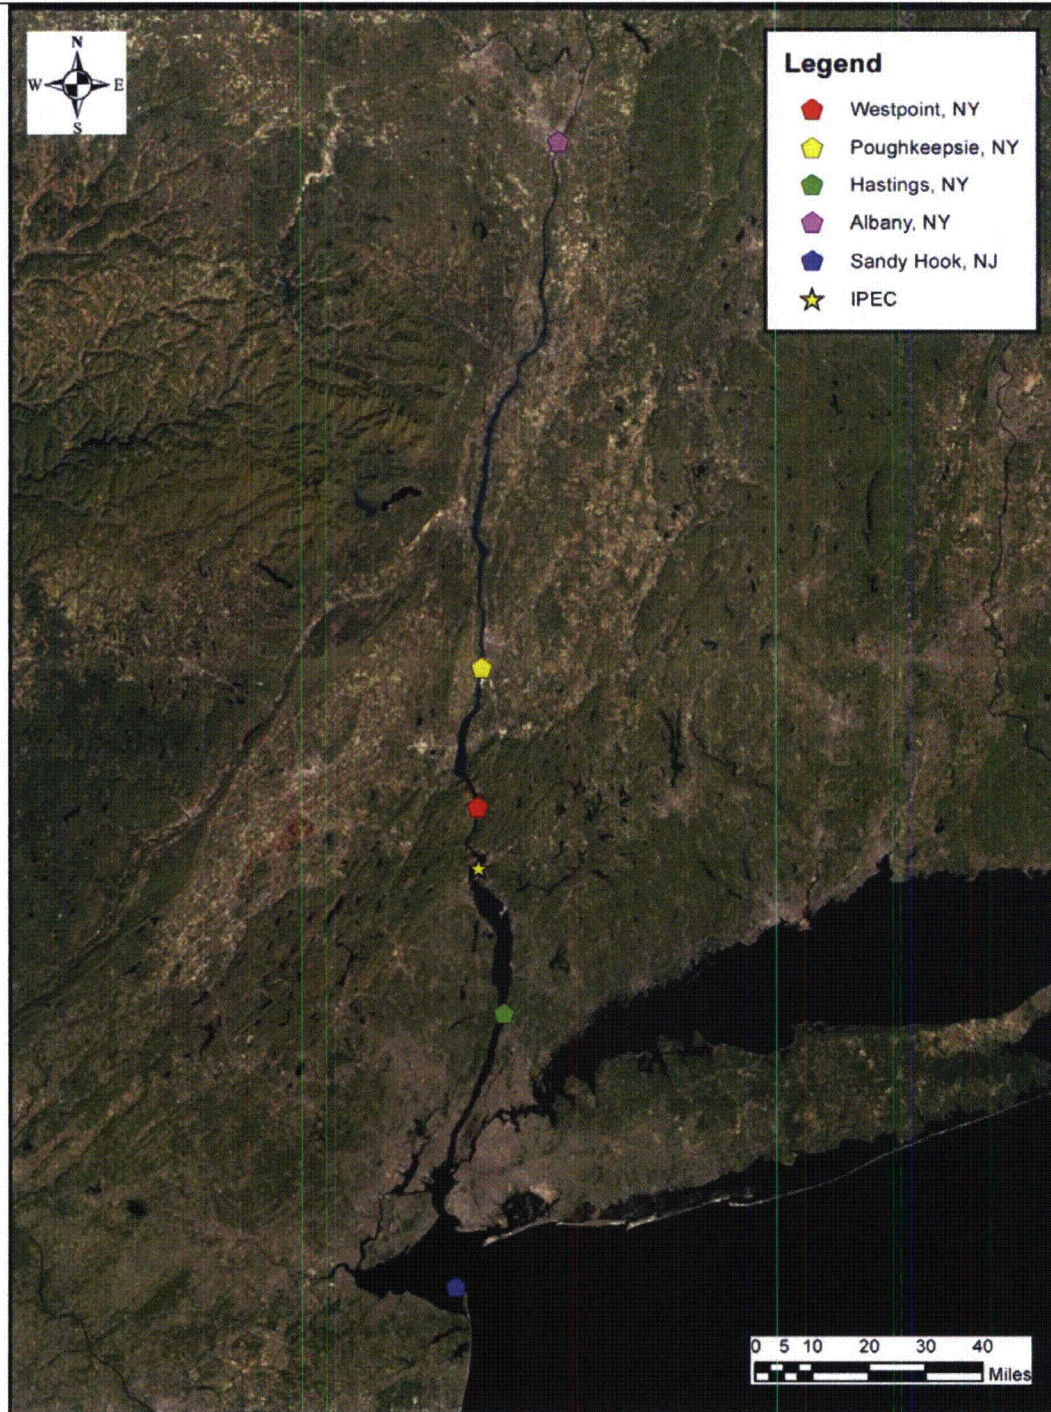 N
W E
S
Legend
Westpoint, NY
Poughkeepsie, NY
Hastings, NY
Albany, NY
Sandy Hook, NJ
IPEC
0 5 10 20 30 40
Miles